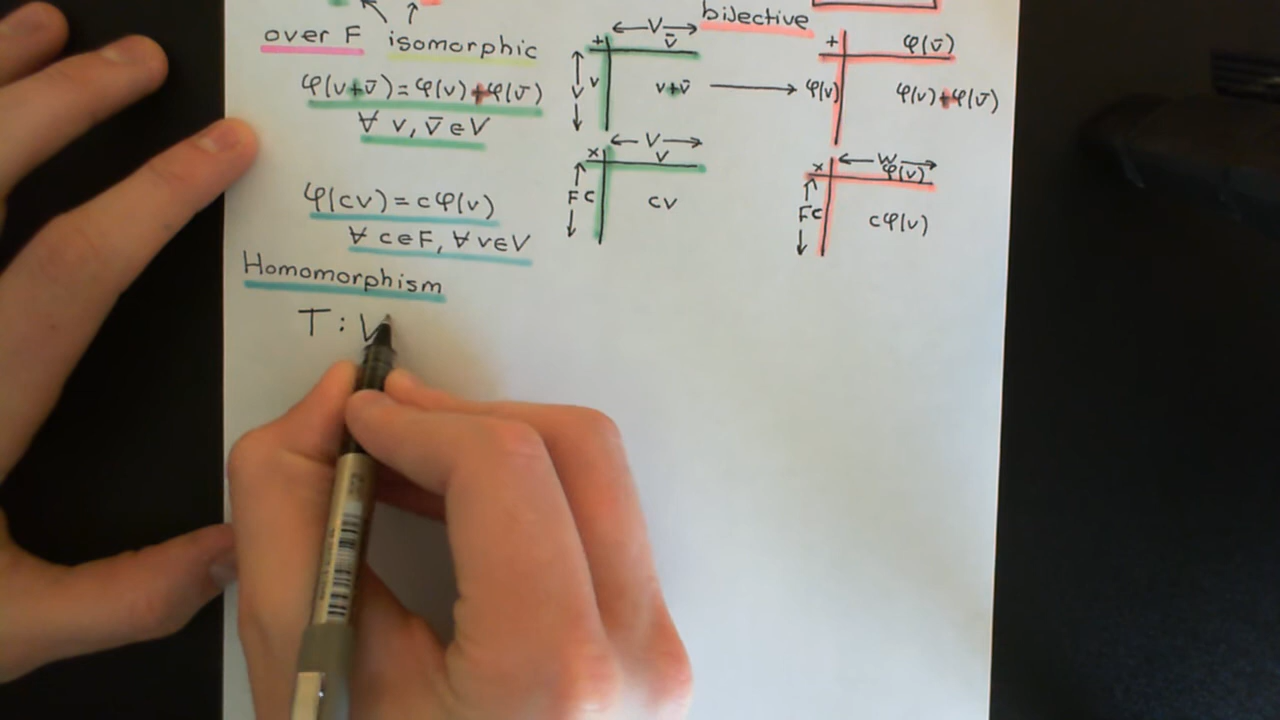 over F isomorphic
φ(v+v̄)=φ(v)+φ(v̄)
∀ v, v̄ ∈ V
φ(cv)=cφ(v)
∀ c∈F, ∀ v∈V
Homomorphism
T : V
bijective
←V→
+ v̄
↑ V ↓ v v+v̄ →
←V→
x v
↑ F ↓ c cv
+ φ(v̄)
φ(v) φ(v)+φ(v̄)
←W→
x φ(v)
↑ F ↓ c cφ(v)